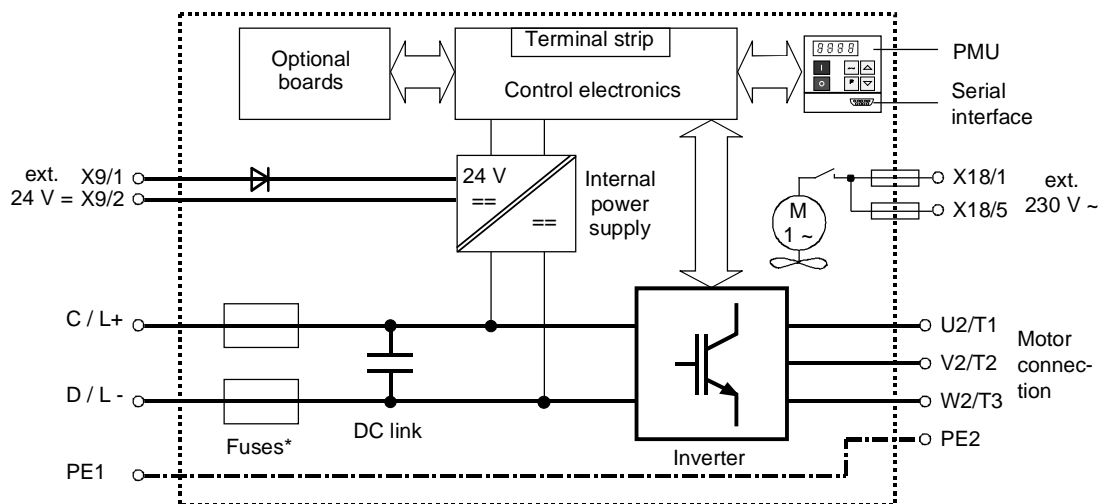 Terminal strip
Optional
boards
Control electronics
8888
I
O
P
PMU
Serial
interface
ext.
24 V =
X9/1
X9/2
24 V
==
==
Internal
power
supply
M
1 ~
X18/1
X18/5
ext.
230 V ~
C / L+
D / L -
Fuses*
DC link
Inverter
U2/T1
V2/T2
W2/T3
Motor
connec-
tion
PE1
PE2